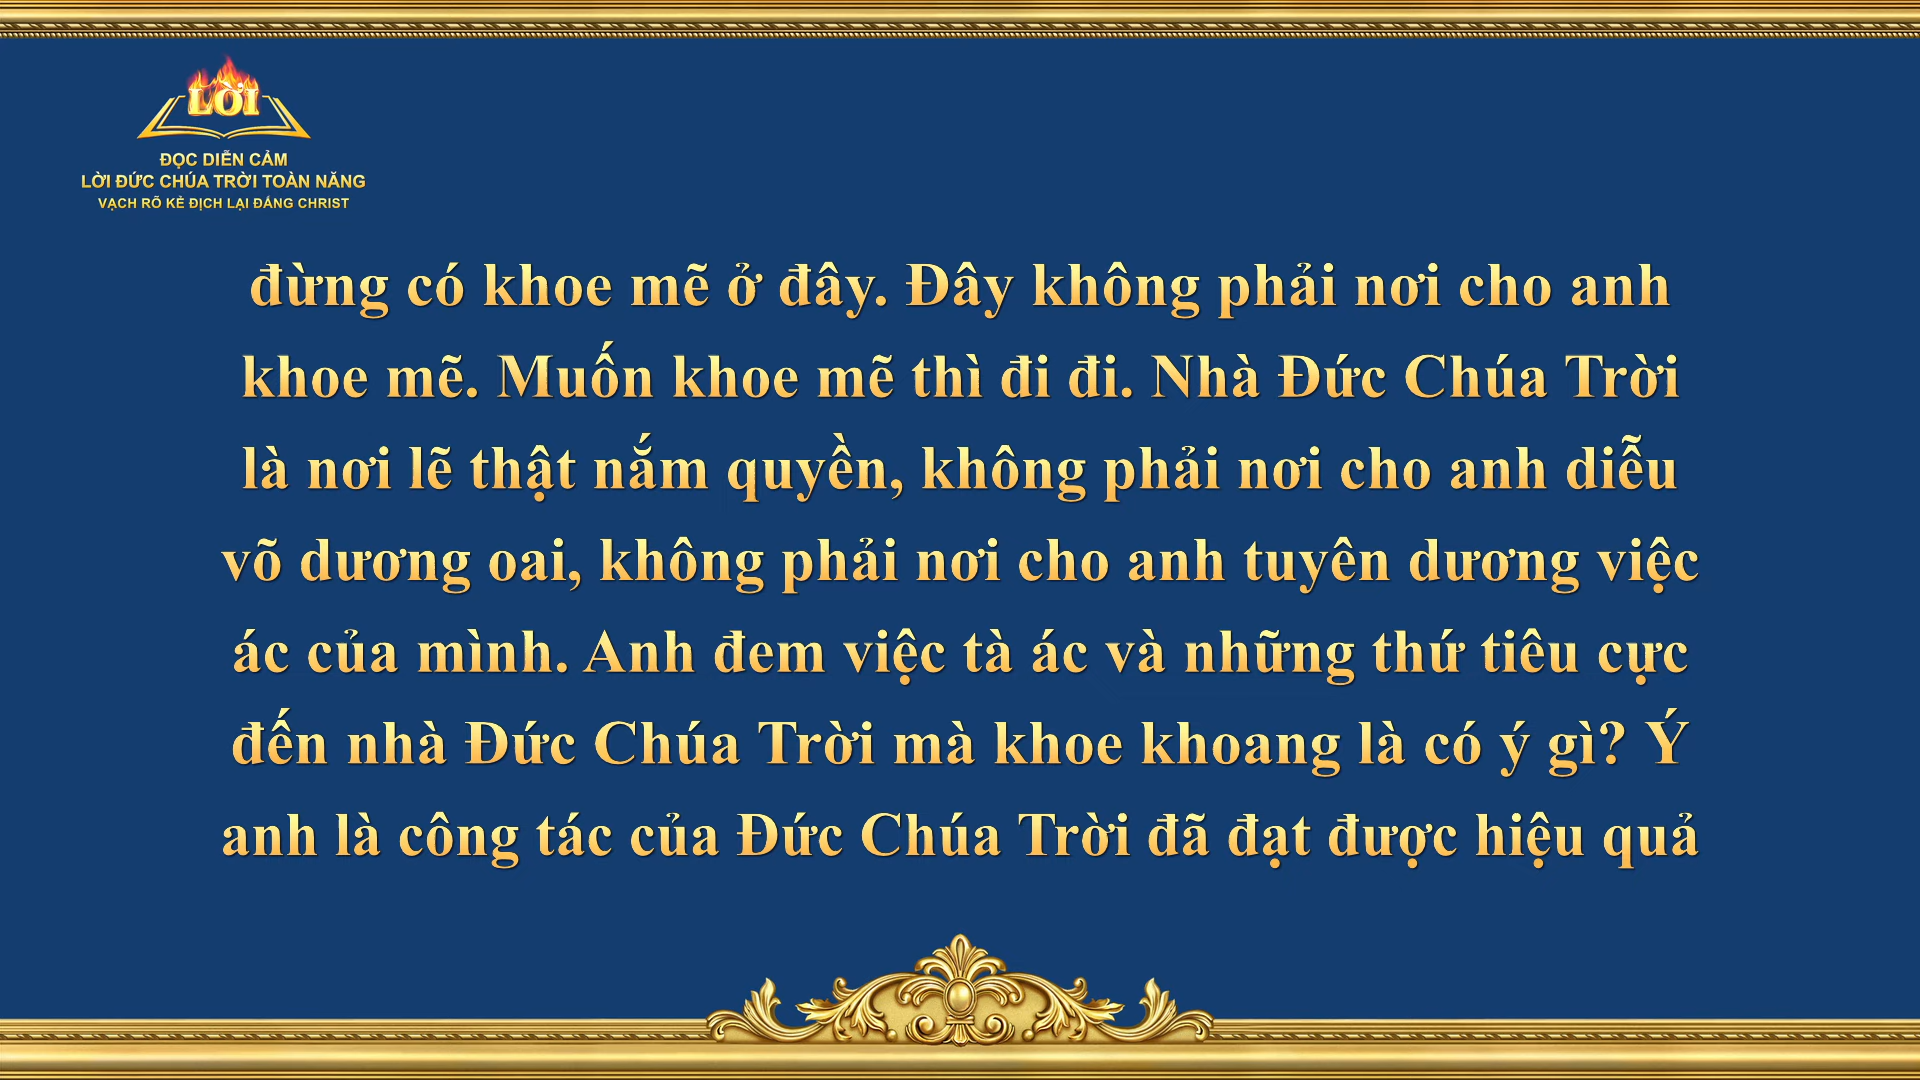 LỜI
ĐỌC DIỄN CẢM
LỜI ĐỨC CHÚA TRỜI TOÀN NĂNG
VẠCH RÕ KẺ ĐỊCH LẠI ĐẤNG CHRIST
đừng có khoe mẽ ở đây. Đây không phải nơi cho anh
khoe mẽ. Muốn khoe mẽ thì đi đi. Nhà Đức Chúa Trời
là nơi lẽ thật nắm quyền, không phải nơi cho anh diễu
võ dương oai, không phải nơi cho anh tuyên dương việc
ác của mình. Anh đem việc tà ác và những thứ tiêu cực
đến nhà Đức Chúa Trời mà khoe khoang là có ý gì? Ý
anh là công tác của Đức Chúa Trời đã đạt được hiệu quả